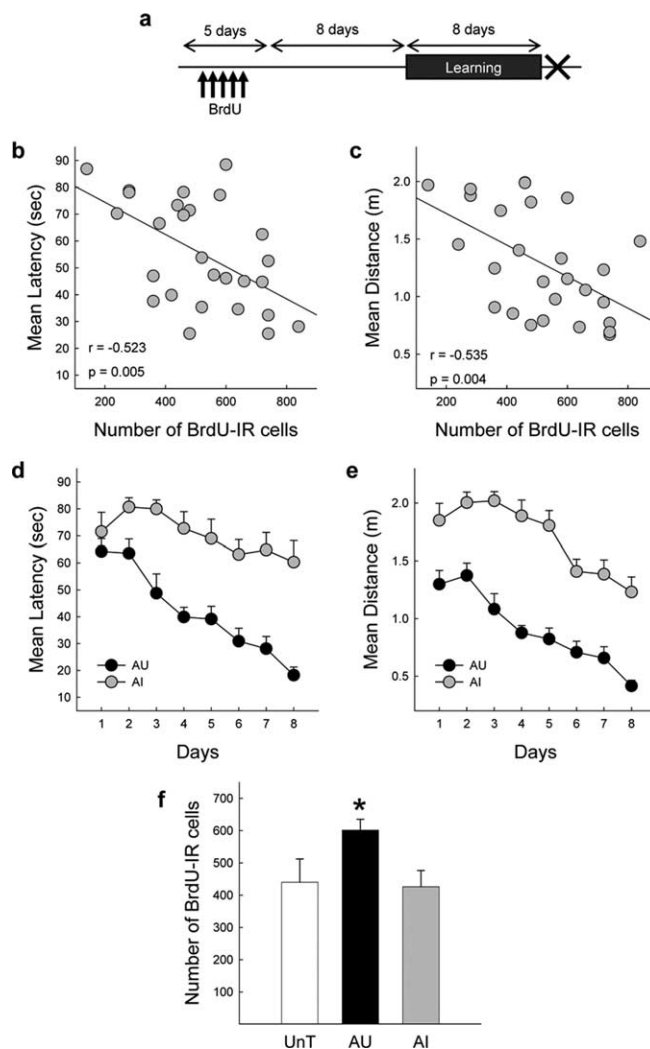 a
5 days 8 days 8 days
Learning
BrdU
b
Mean Latency (sec)
90
80
70
60
50
40
30
20
10
r = -0.523
p = 0.005
200 400 600 800
Number of BrdU-IR cells
c
Mean Distance (m)
2.0
1.5
1.0
0.5
r = -0.535
p = 0.004
200 400 600 800
Number of BrdU-IR cells
d
Mean Latency (sec)
90
80
70
60
50
40
30
20
10
AU
AI
1 2 3 4 5 6 7 8
Days
e
Mean Distance (m)
2.0
1.5
1.0
0.5
AU
AI
1 2 3 4 5 6 7 8
Days
f
Number of BrdU-IR cells
700
600
500
400
300
200
100
*
UnT AU AI